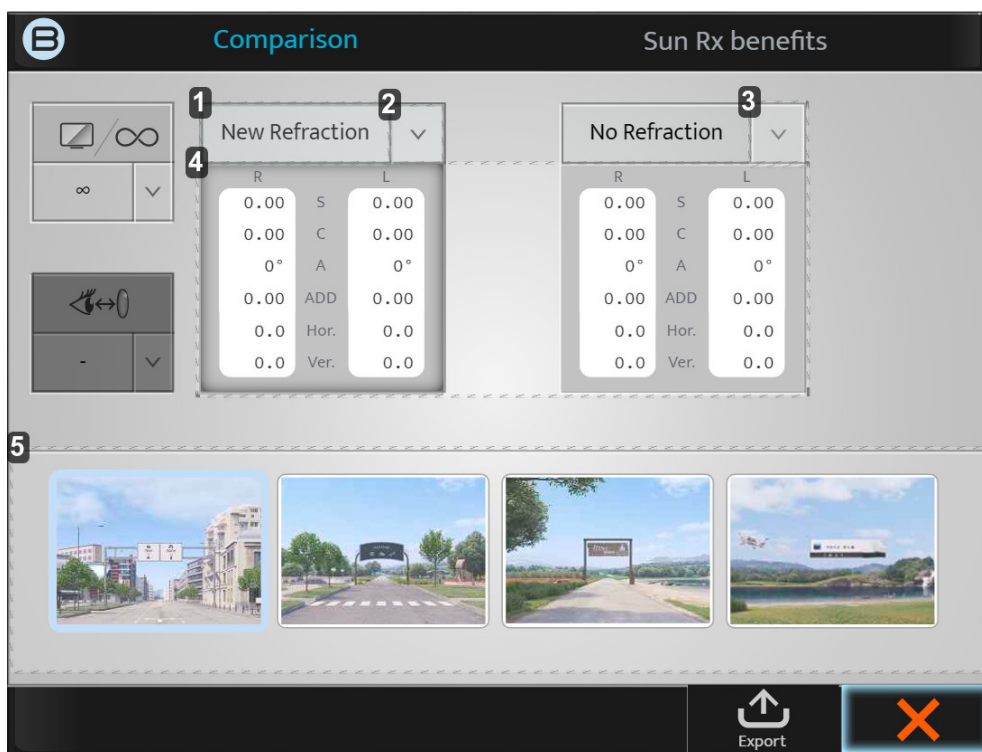 B Comparison Sun Rx benefits
1 2 3
New Refraction No Refraction
4
∞ R L R L
0.00 S 0.00 0.00 S 0.00
0.00 C 0.00 0.00 C 0.00
0° A 0° 0° A 0°
0.00 ADD 0.00 0.00 ADD 0.00
0.0 Hor. 0.0 0.0 Hor. 0.0
- 0.0 Ver. 0.0 0.0 Ver. 0.0
5
Export